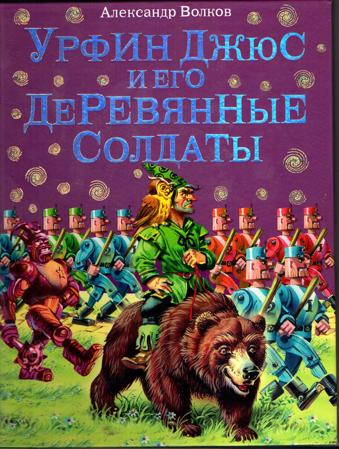 Александр Волков
Урфин Джюс
и его
деревянные
солдаты